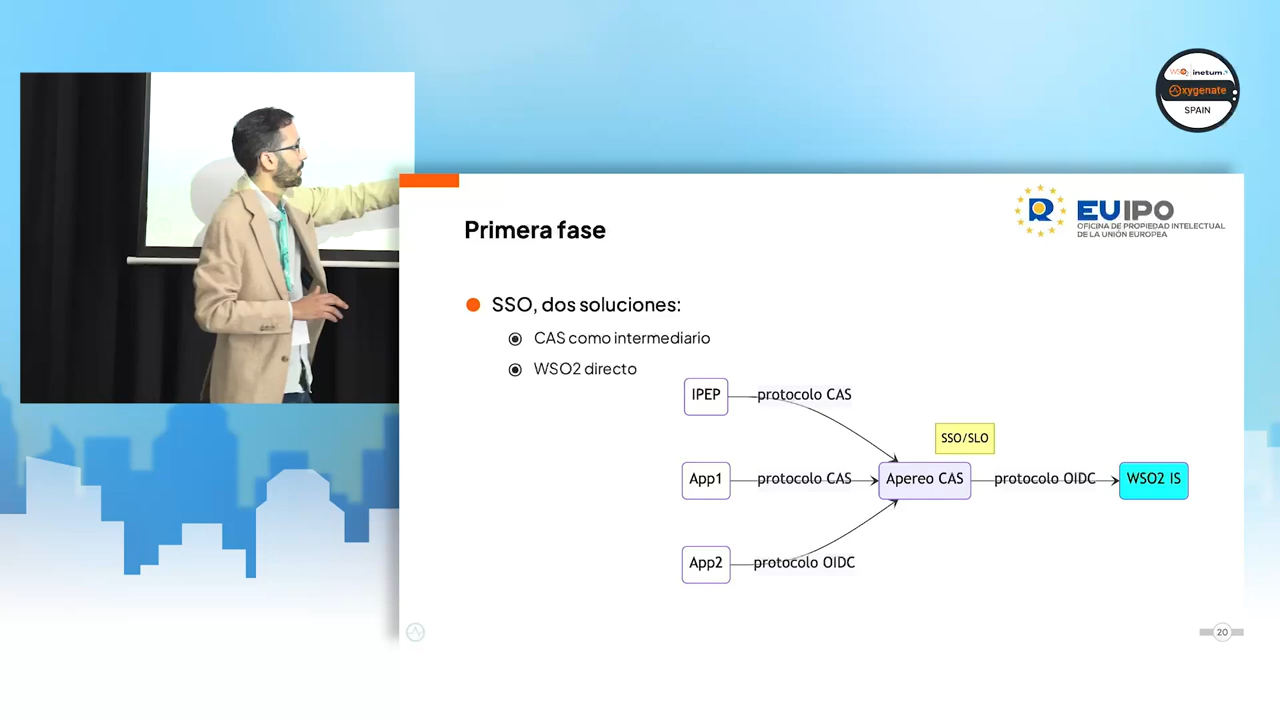 WSO2 inetum.
Oxygenate
SPAIN
EUIPO
OFICINA DE PROPIEDAD INTELECTUAL
DE LA UNIÓN EUROPEA
Primera fase
SSO, dos soluciones:
CAS como intermediario
WSO2 directo
IPEP
protocolo CAS
SSO/SLO
App1
protocolo CAS
Apereo CAS
protocolo OIDC
WSO2 IS
App2
protocolo OIDC
20